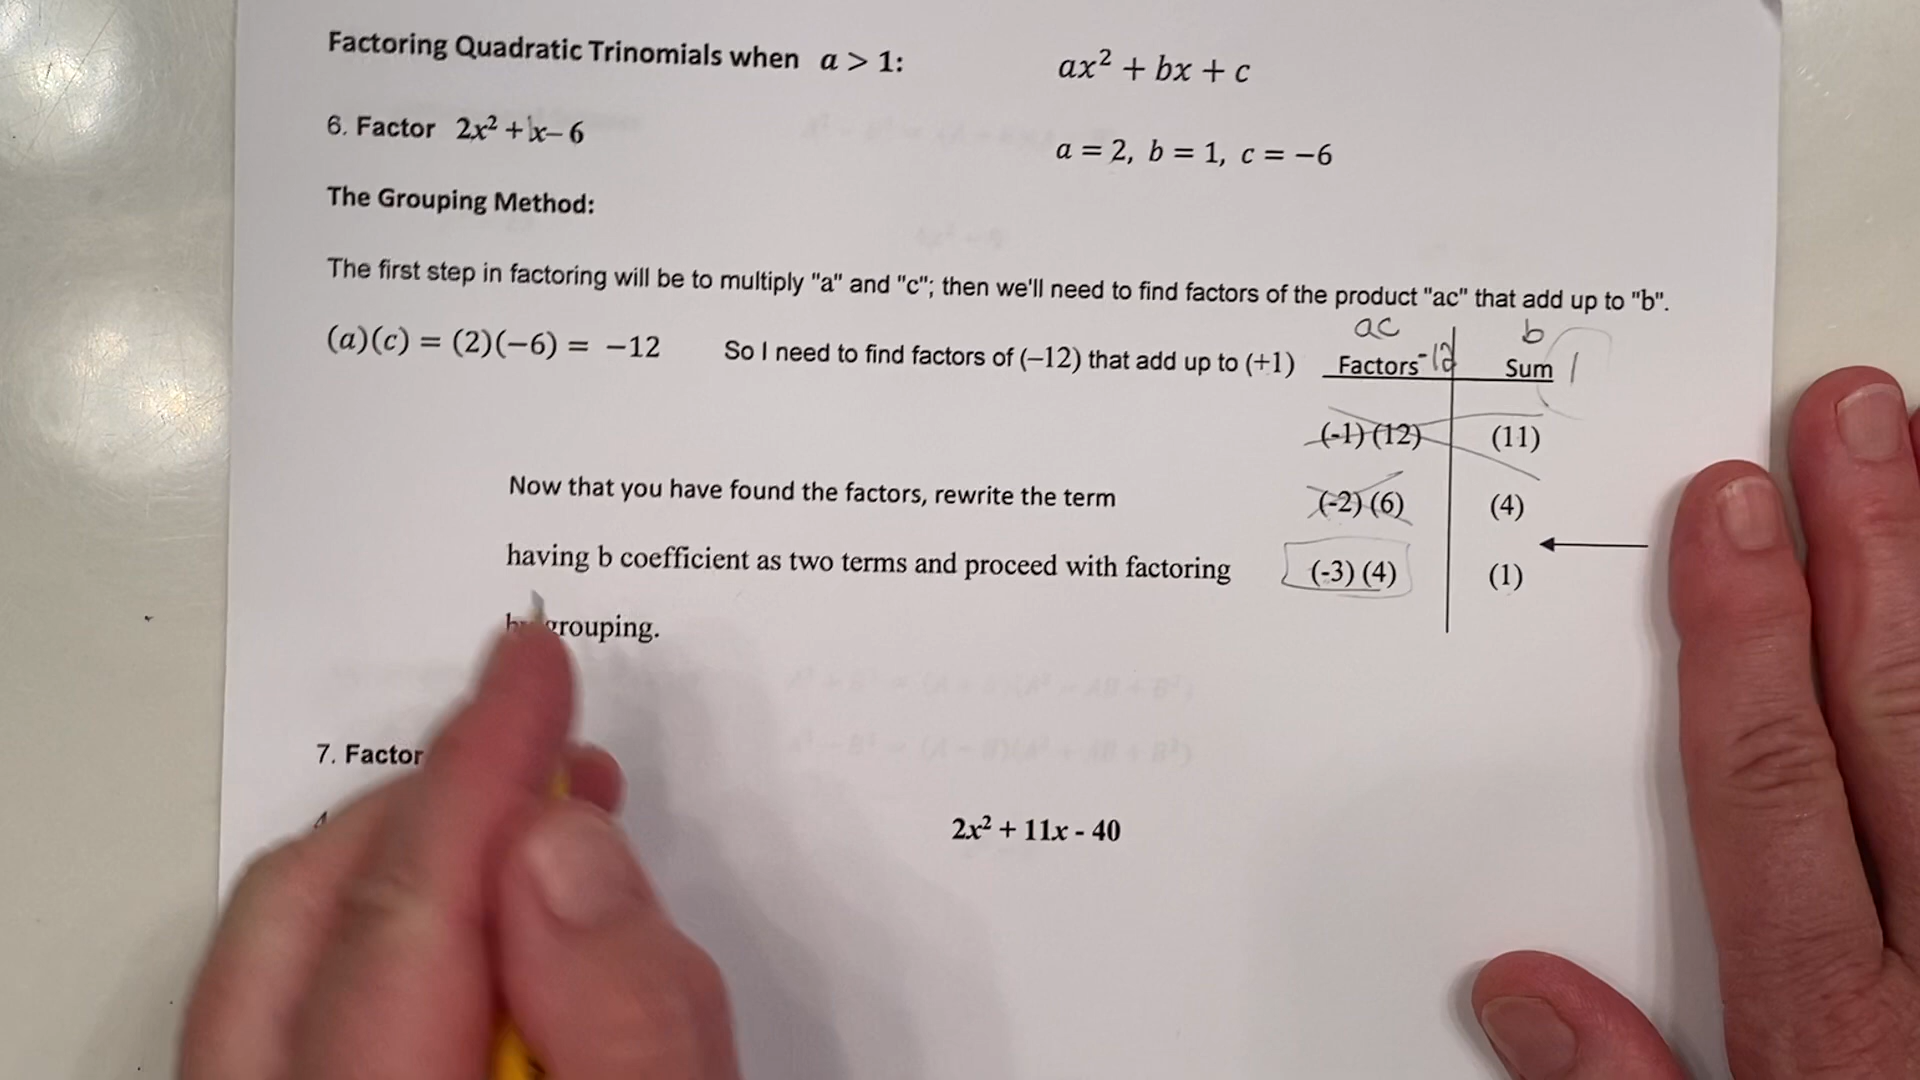 Factoring Quadratic Trinomials when a > 1: ax² + bx + c
6. Factor 2x² + 1x – 6
a = 2, b = 1, c = −6
The Grouping Method:
The first step in factoring will be to multiply "a" and "c"; then we'll need to find factors of the product "ac" that add up to "b".
ac b
(a)(c) = (2)(−6) = −12 So I need to find factors of (−12) that add up to (+1) Factors -12 Sum 1
(-1) (12) (11)
Now that you have found the factors, rewrite the term (-2) (6) (4)
having b coefficient as two terms and proceed with factoring (-3) (4) (1)
grouping.
7. Factor
2x² + 11x - 40